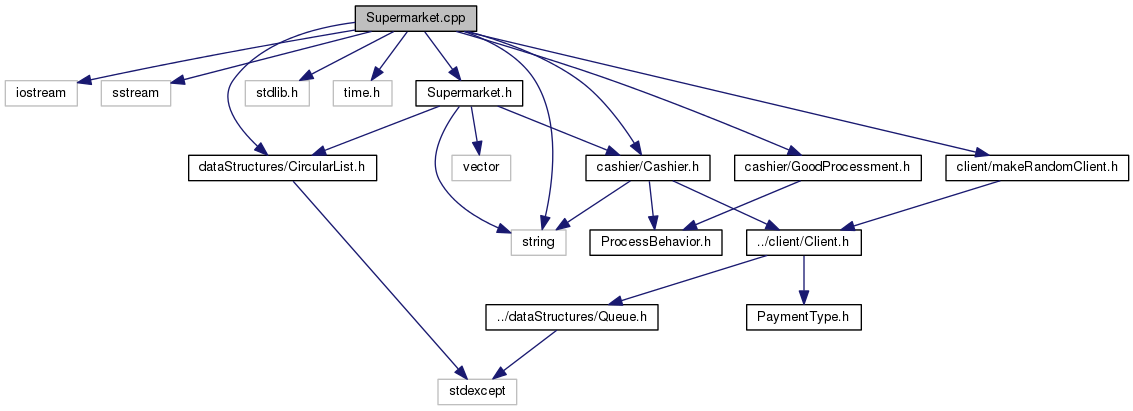 Supermarket.cpp
iostream
sstream
stdlib.h
time.h
Supermarket.h
dataStructures/CircularList.h
vector
cashier/Cashier.h
cashier/GoodProcessment.h
client/makeRandomClient.h
string
ProcessBehavior.h
../client/Client.h
../dataStructures/Queue.h
PaymentType.h
stdexcept